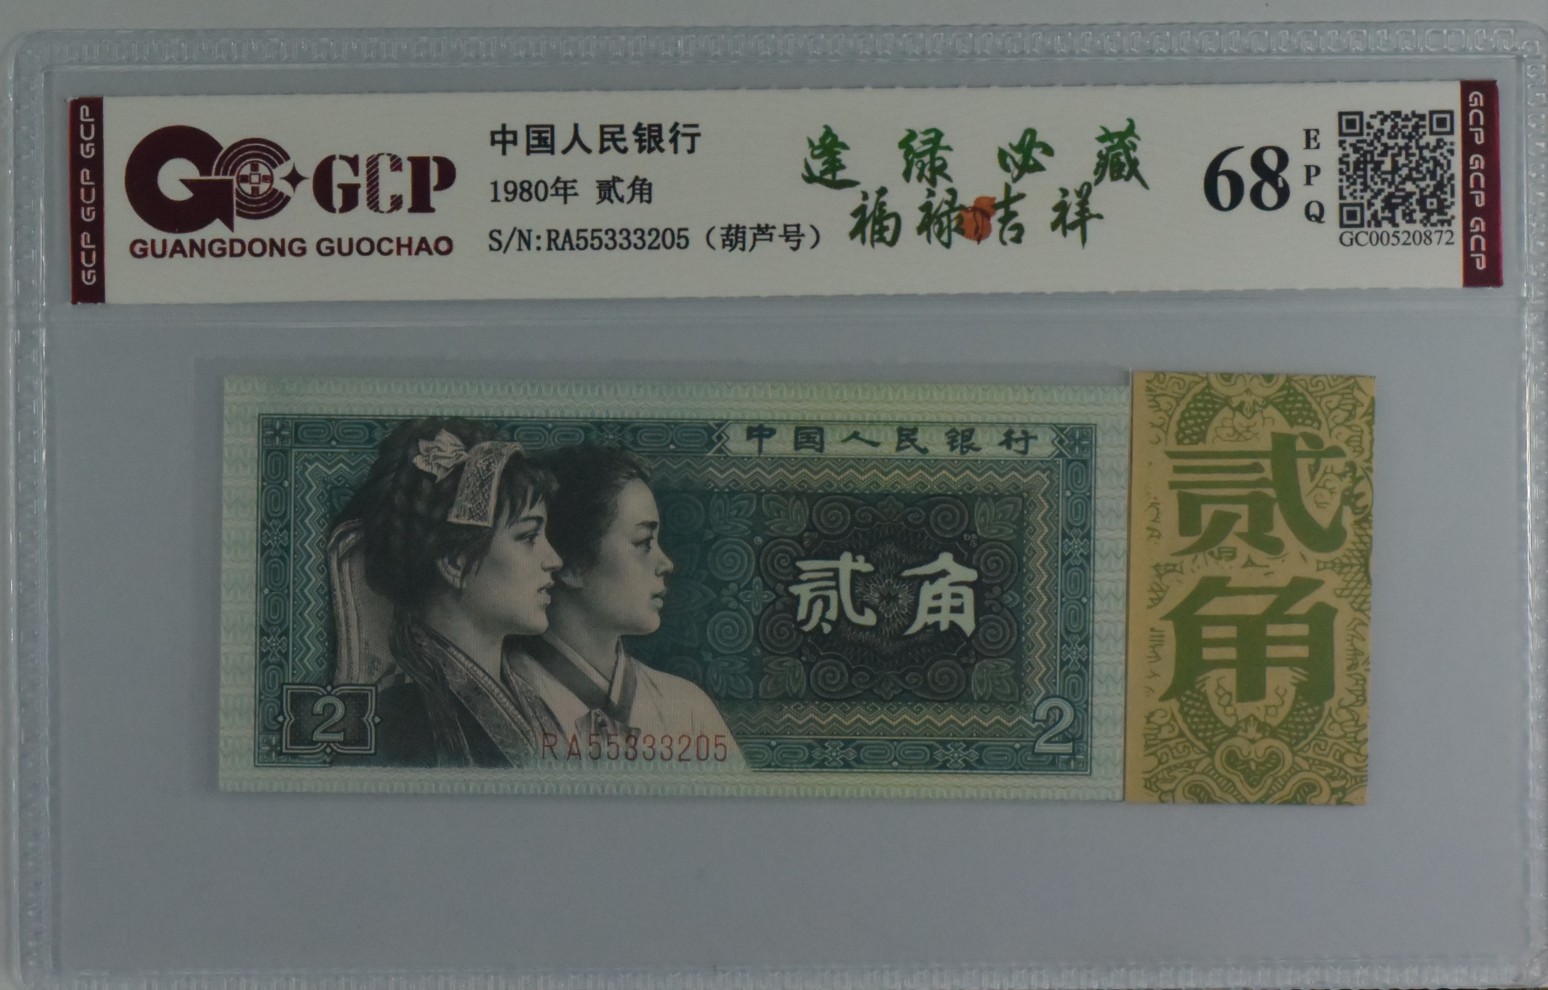 GCP GCP GCP
GCP
GUANGDONG GUOCHAO
中国人民银行
1980年 贰角
S/N:RA55333205（葫芦号）
逢绿必藏
福禄吉祥
68
EPQ
GC00520872
GCP GCP GCP
中国人民银行
贰角
2
RA55333205
2
贰角